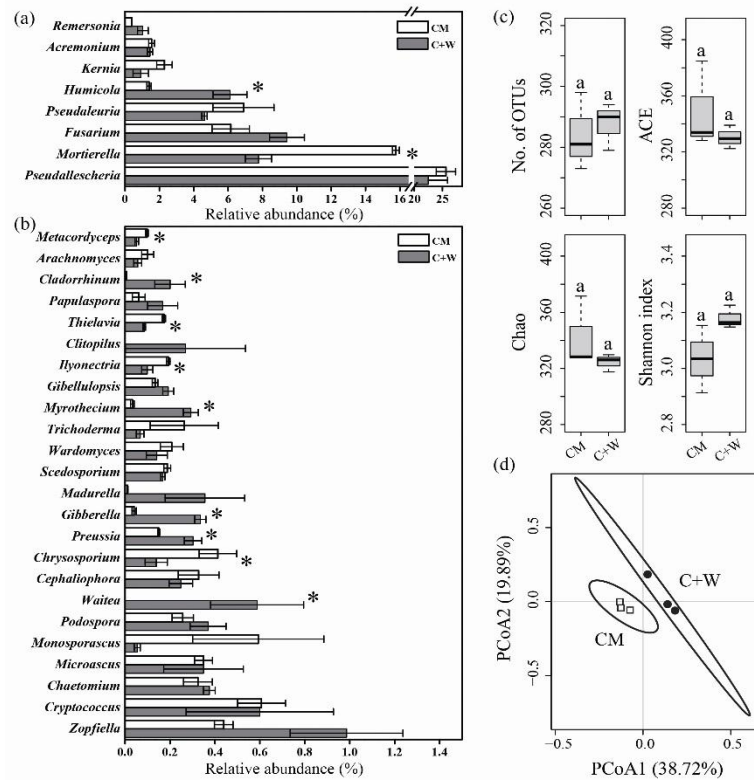 (a)
CM
C+W
Remersonia
Acremonium
Kernia
Humicola
*
Pseudaleuria
Fusarium
Mortierella
*
Pseudallescheria
0 2 4 6 8 10 12 14 16 20 25
Relative abundance (%)
(b)
CM
C+W
Metacordyceps
*
Arachnomyces
Cladorrhinum
*
Papulaspora
Thielavia
*
Clitopilus
Ilyonectria
*
Gibellulopsis
Myrothecium
*
Trichoderma
Wardomyces
Scedosporium
Madurella
Gibberella
*
Preussia
*
Chrysosporium
*
Cephaliophora
Waitea
*
Podospora
Monosporascus
Microascus
Chaetomium
Cryptococcus
Zopfiella
0.0 0.2 0.4 0.6 0.8 1.0 1.2 1.4
Relative abundance (%)
(c)
No. of OTUs
260 280 300 320
a a
ACE
320 340 360 400
a a
Chao
280 320 360 400
a a
CM C+W
Shannon index
2.8 3.0 3.2 3.4
a a
CM C+W
(d)
PCoA2 (19.89%)
0.5
0.0
−0.5
C+W
CM
−0.5 0.0 0.5
PCoA1 (38.72%)